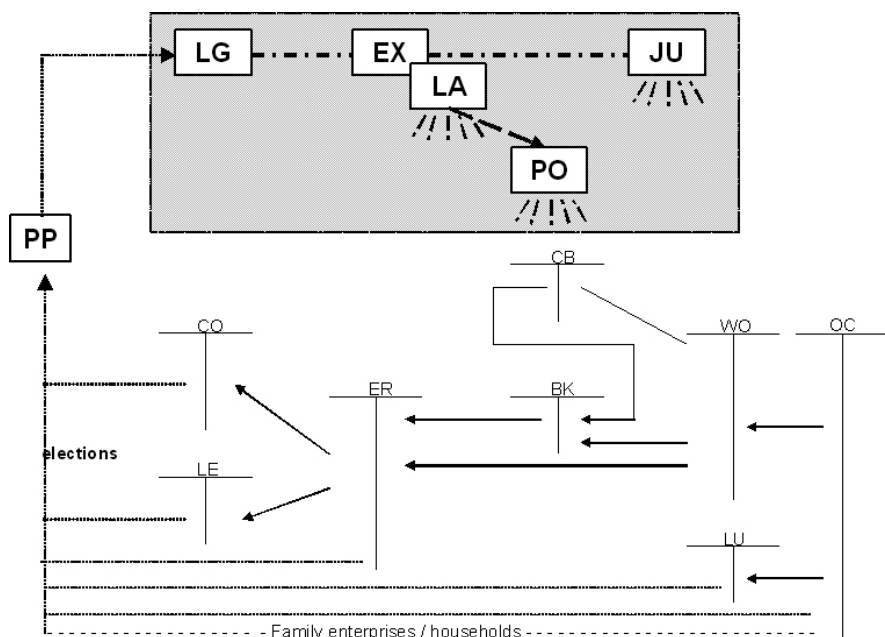 LG
EX
JU
LA
PO
PP
CB
CO
WO
OC
ER
BK
elections
LE
LU
Family enterprises / households